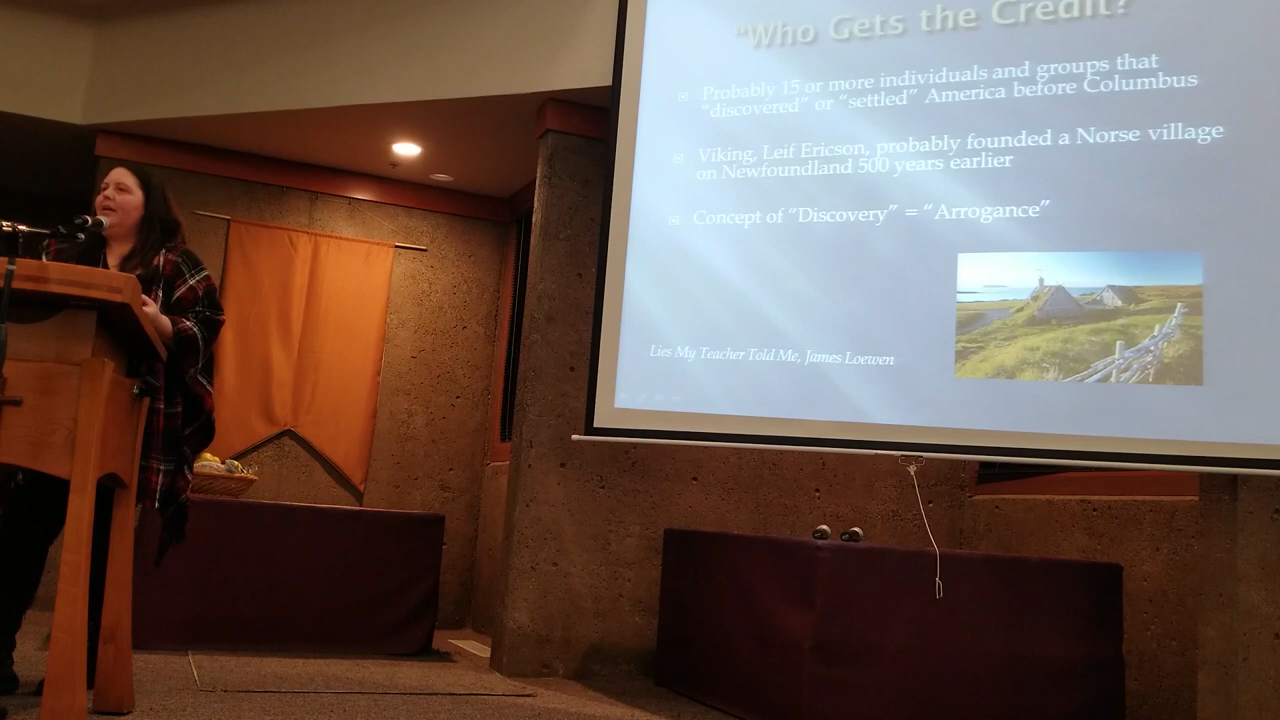 "Who Gets the Credit?
Probably 15 or more individuals and groups that
"discovered" or "settled" America before Columbus
Viking, Leif Ericson, probably founded a Norse village
on Newfoundland 500 years earlier
Concept of "Discovery" = "Arrogance"
Lies My Teacher Told Me, James Loewen